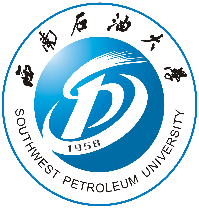 西南石油大学
1958
SOUTHWEST PETROLEUM UNIVERSITY